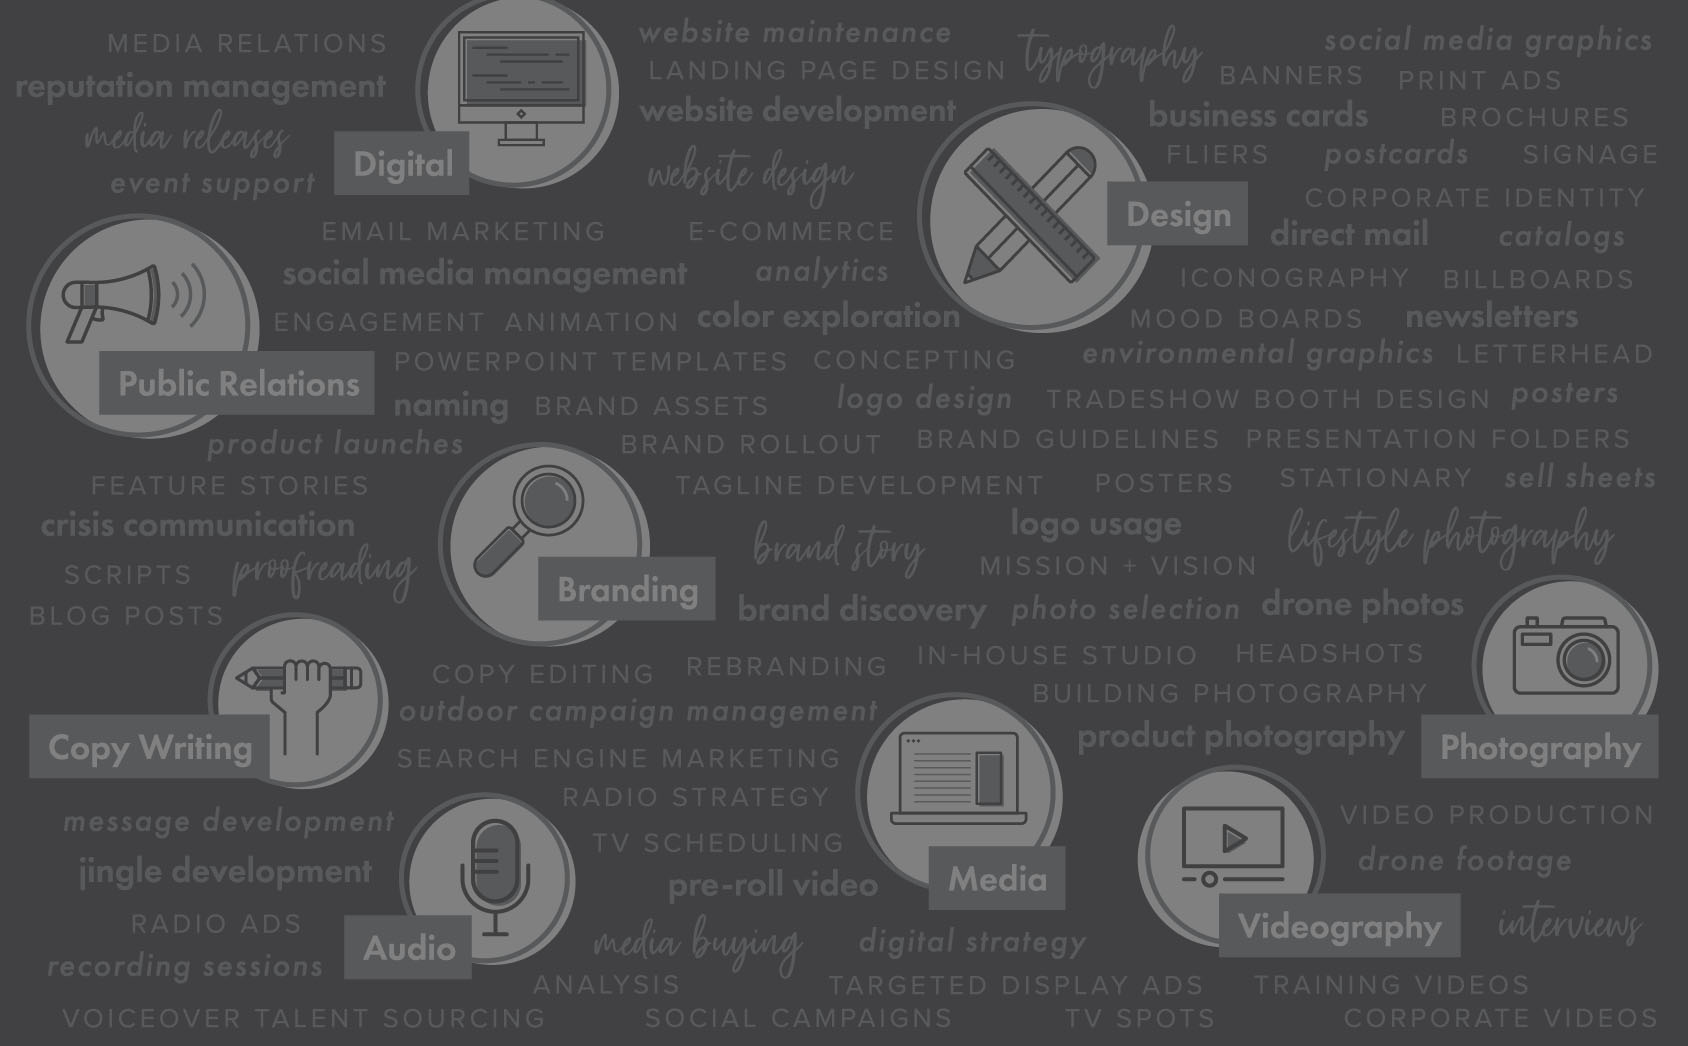 MEDIA RELATIONS
reputation management
media releases
event support
Digital
website maintenance
LANDING PAGE DESIGN
website development
website design
typography
social media graphics
BANNERS
PRINT ADS
business cards
BROCHURES
FLIERS
postcards
SIGNAGE
Design
CORPORATE IDENTITY
direct mail
catalogs
ICONOGRAPHY
BILLBOARDS
MOOD BOARDS
newsletters
environmental graphics
LETTERHEAD
EMAIL MARKETING
E-COMMERCE
social media management
analytics
ENGAGEMENT
ANIMATION
color exploration
Public Relations
POWERPOINT TEMPLATES
CONCEPTING
naming
BRAND ASSETS
logo design
TRADESHOW BOOTH DESIGN
posters
product launches
BRAND ROLLOUT
BRAND GUIDELINES
PRESENTATION FOLDERS
FEATURE STORIES
TAGLINE DEVELOPMENT
POSTERS
STATIONARY
sell sheets
crisis communication
brand story
logo usage
lifestyle photography
SCRIPTS
proofreading
MISSION + VISION
BLOG POSTS
Branding
brand discovery
photo selection
drone photos
COPY EDITING
REBRANDING
IN-HOUSE STUDIO
HEADSHOTS
outdoor campaign management
BUILDING PHOTOGRAPHY
Copy Writing
SEARCH ENGINE MARKETING
product photography
Photography
RADIO STRATEGY
message development
TV SCHEDULING
VIDEO PRODUCTION
jingle development
pre-roll video
Media
drone footage
RADIO ADS
Audio
media buying
digital strategy
Videography
interviews
recording sessions
ANALYSIS
TARGETED DISPLAY ADS
TRAINING VIDEOS
VOICEOVER TALENT SOURCING
SOCIAL CAMPAIGNS
TV SPOTS
CORPORATE VIDEOS